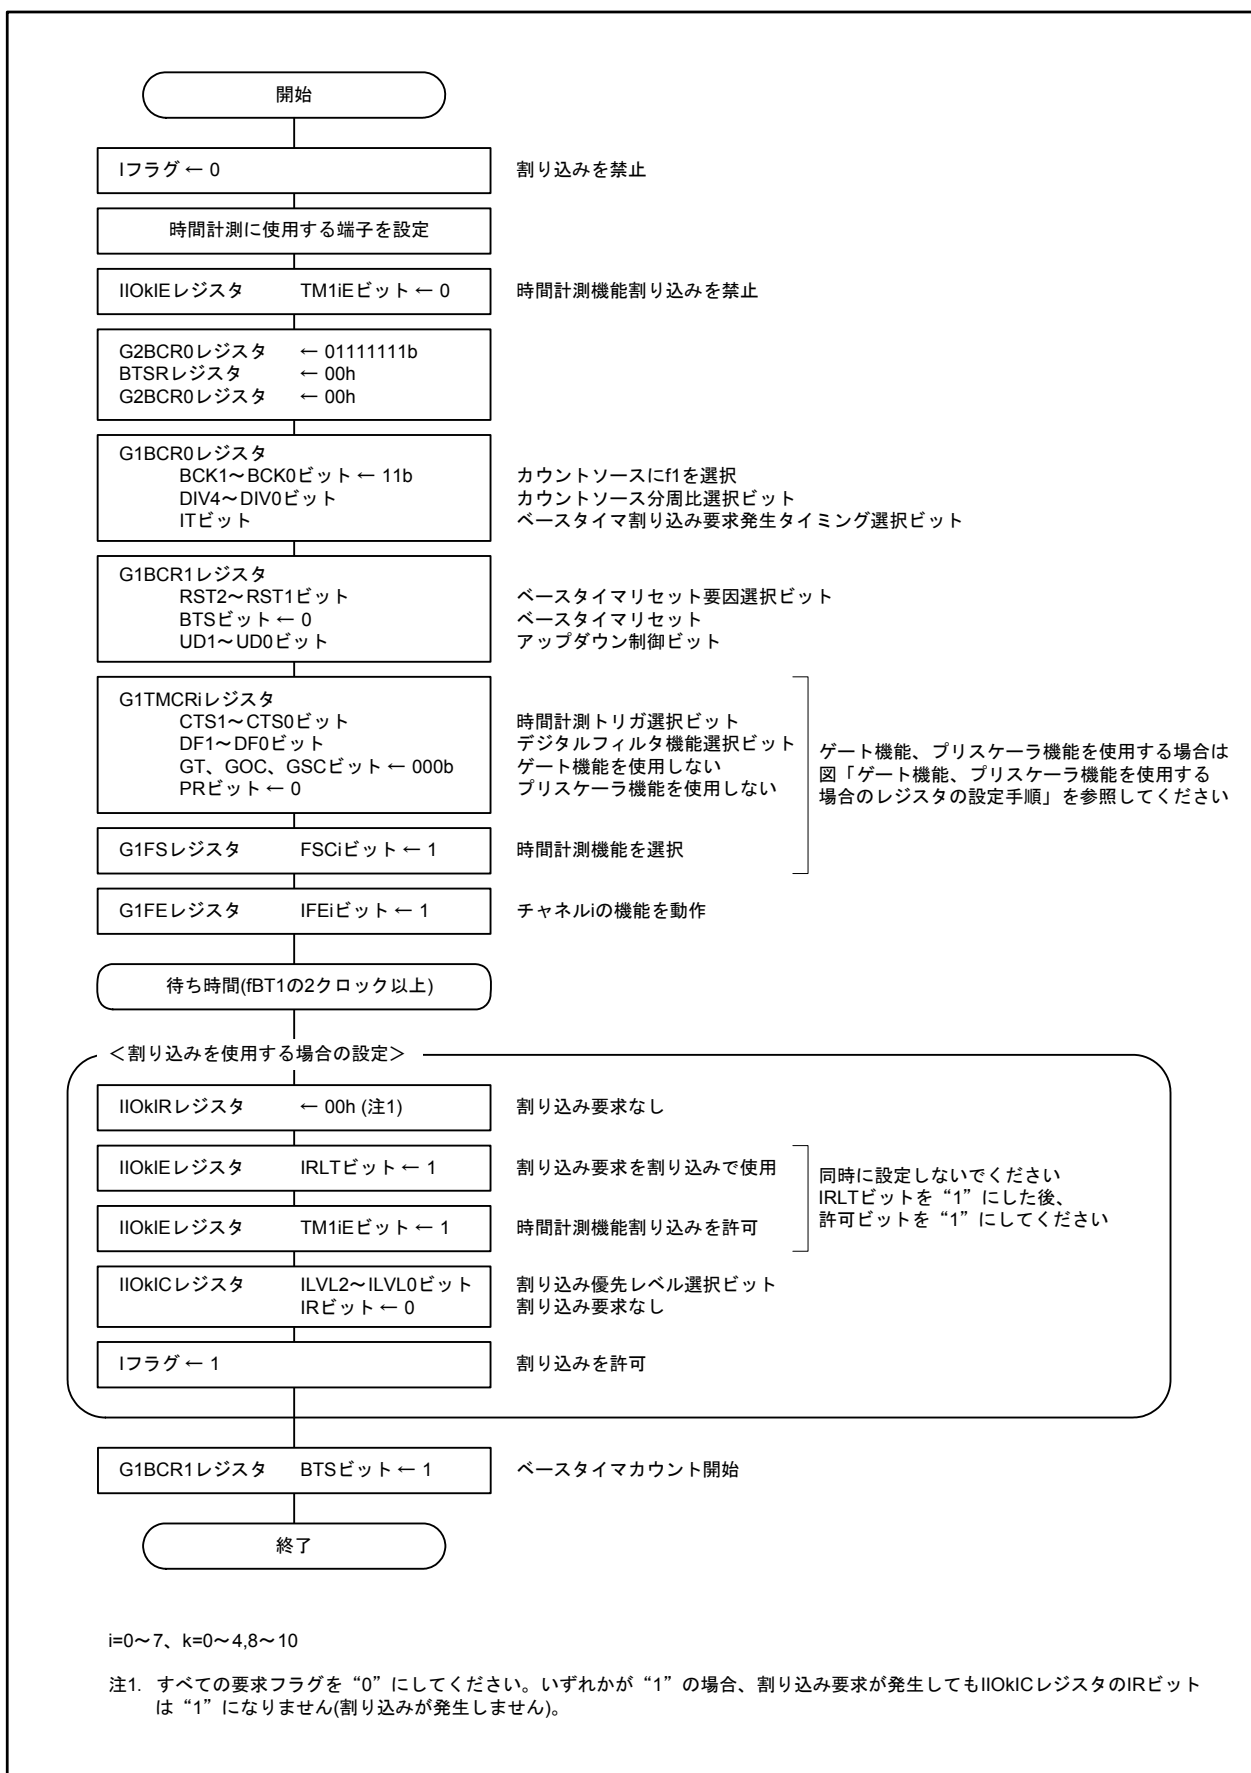 開始
Iフラグ ← 0 割り込みを禁止
時間計測に使用する端子を設定
IIOkIEレジスタ TM1iEビット ← 0 時間計測機能割り込みを禁止
G2BCR0レジスタ ← 01111111b
BTSRレジスタ ← 00h
G2BCR0レジスタ ← 00h
G1BCR0レジスタ
BCK1～BCK0ビット ← 11b カウントソースにf1を選択
DIV4～DIV0ビット カウントソース分周比選択ビット
ITビット ベースタイマ割り込み要求発生タイミング選択ビット
G1BCR1レジスタ
RST2～RST1ビット ベースタイマリセット要因選択ビット
BTSビット ← 0 ベースタイマリセット
UD1～UD0ビット アップダウン制御ビット
G1TMCRiレジスタ
CTS1～CTS0ビット 時間計測トリガ選択ビット
DF1～DF0ビット デジタルフィルタ機能選択ビット
GT、GOC、GSCビット ← 000b ゲート機能を使用しない
PRビット ← 0 プリスケーラ機能を使用しない
ゲート機能、プリスケーラ機能を使用する場合は
図「ゲート機能、プリスケーラ機能を使用する
場合のレジスタの設定手順」を参照してください
G1FSレジスタ FSCiビット ← 1 時間計測機能を選択
G1FEレジスタ IFEiビット ← 1 チャネルiの機能を動作
待ち時間(fBT1の2クロック以上)
＜割り込みを使用する場合の設定＞
IIOkIRレジスタ ← 00h (注1) 割り込み要求なし
IIOkIEレジスタ IRLTビット ← 1 割り込み要求を割り込みで使用
IIOkIEレジスタ TM1iEビット ← 1 時間計測機能割り込みを許可
同時に設定しないでください
IRLTビットを“1”にした後、
許可ビットを“1”にしてください
IIOkICレジスタ ILVL2～ILVL0ビット 割り込み優先レベル選択ビット
IRビット ← 0 割り込み要求なし
Iフラグ ← 1 割り込みを許可
G1BCR1レジスタ BTSビット ← 1 ベースタイマカウント開始
終了
i=0～7、k=0～4,8～10
注1. すべての要求フラグを“0”にしてください。いずれかが“1”の場合、割り込み要求が発生してもIIOkICレジスタのIRビット
は“1”になりません(割り込みが発生しません)。